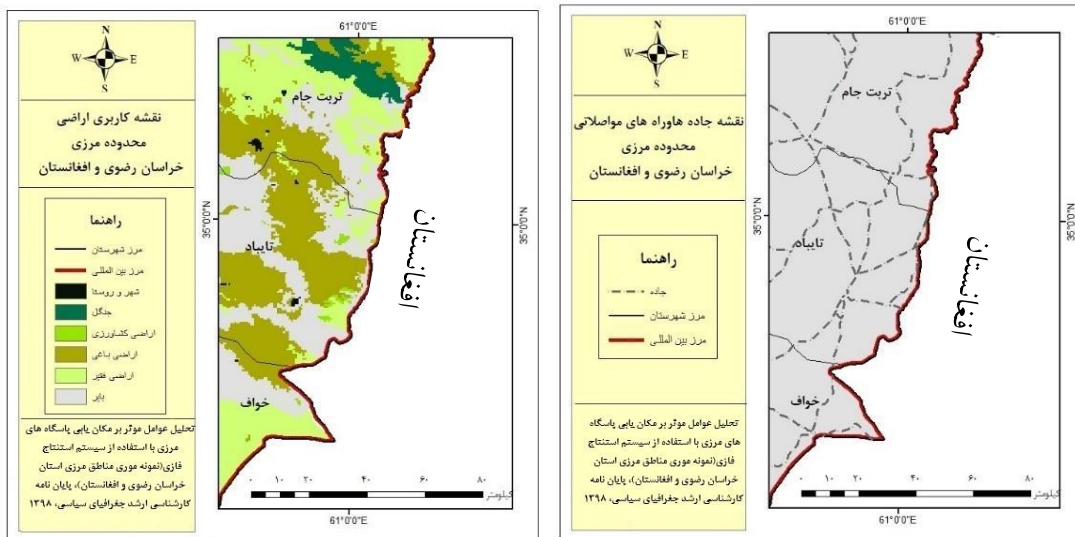 61°0'0"E
N
W
E
S
نقشه کاربری اراضی
محدوده مرزی
خراسان رضوی و افغانستان
راهنما
مرز شهرستان
مرز بین المللی
شهر و روستا
جنگل
اراضی کشاورزی
اراضی باغی
اراضی فقیر
بایر
تحلیل عوامل موثر بر مکان یابی پاسگاه های
مرزی با استفاده از سیستم استنتاج
فازی(نمونه موری مناطق مرزی استان
خراسان رضوی و افغانستان)، پایان نامه
کارشناسی ارشد جغرافیای سیاسی، ۱۳۹۸
تربت جام
تایباد
خواف
افغانستان
35°0'0"N
35°0'0"N
۰ ۱۰ ۲۰ ۴۰ ۶۰ ۸۰
کیلومتر
61°0'0"E
61°0'0"E
N
W
E
S
نقشه جاده هاوراه های مواصلاتی
محدوده مرزی
خراسان رضوی و افغانستان
راهنما
جاده
مرز شهرستان
مرز بین المللی
تحلیل عوامل موثر بر مکان یابی پاسگاه
های مرزی با استفاده از سیستم استنتاج
فازی(نمونه موری مناطق مرزی استان
خراسان رضوی و افغانستان)، پایان نامه
کارشناسی ارشد جغرافیای سیاسی، ۱۳۹۸
تربت جام
تایباد
خواف
افغانستان
35°0'0"N
35°0'0"N
۰ ۱۰ ۲۰ ۴۰ ۶۰ ۸۰
کیلومتر
61°0'0"E